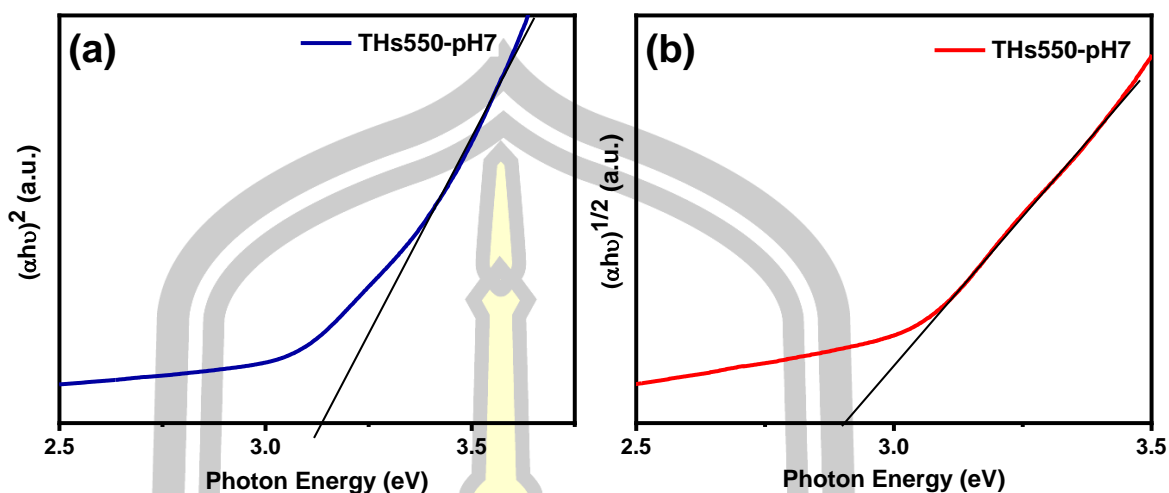 (a)
THs550-pH7
(αhυ)² (a.u.)
2.5 3.0 3.5
Photon Energy (eV)
(b)
THs550-pH7
(αhυ)¹/² (a.u.)
2.5 3.0 3.5
Photon Energy (eV)